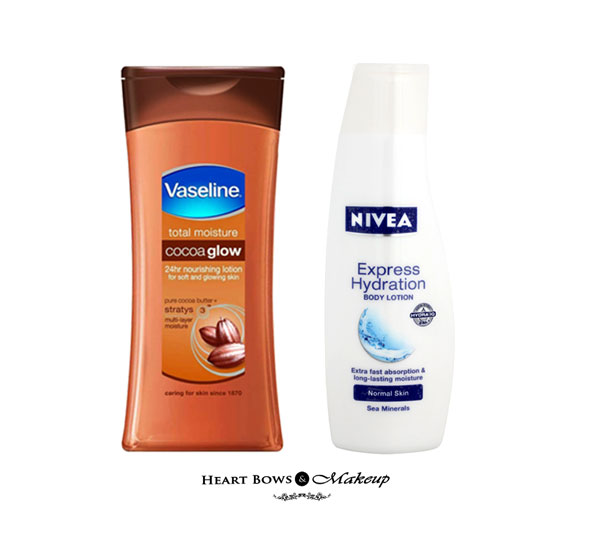 Vaseline
total moisture
cocoa glow
24hr nourishing lotion
for soft and glowing skin
pure cocoa butter +
stratys 3
multi-layer
moisture
caring for skin since 1870
NIVEA
Express
Hydration
BODY LOTION
HYDRA IQ
Extra fast absorption &
long-lasting moisture
Normal Skin
Sea Minerals
HEART BOWS & Makeup